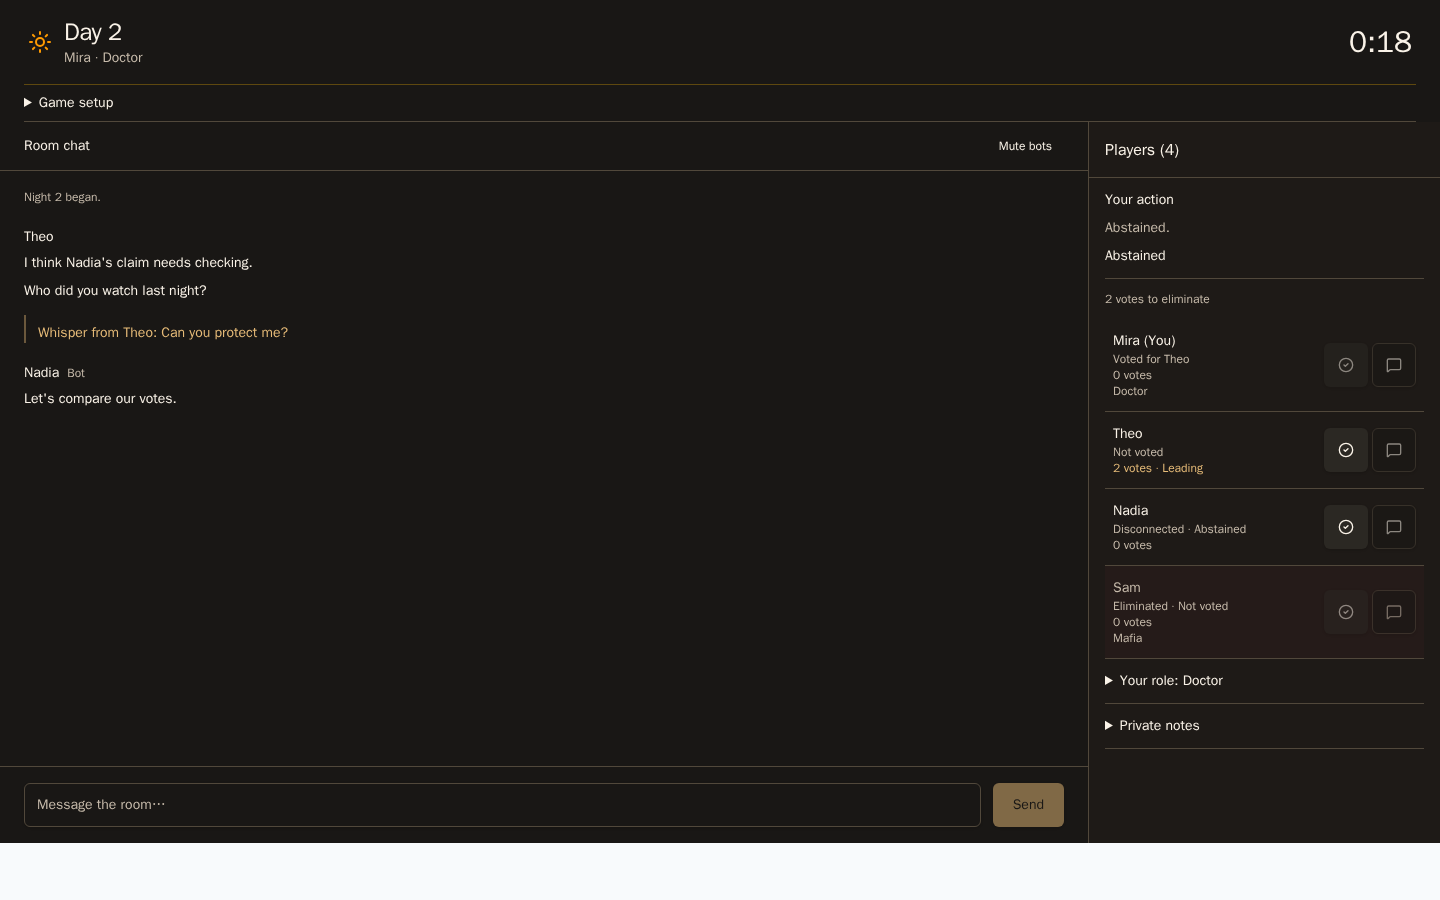 Day 2
Mira · Doctor
0:18
Game setup
Room chat
Mute bots
Night 2 began.
Theo
I think Nadia's claim needs checking.
Who did you watch last night?
Whisper from Theo: Can you protect me?
Nadia Bot
Let's compare our votes.
Message the room…
Send
Players (4)
Your action
Abstained.
Abstained
2 votes to eliminate
Mira (You)
Voted for Theo
0 votes
Doctor
Theo
Not voted
2 votes · Leading
Nadia
Disconnected · Abstained
0 votes
Sam
Eliminated · Not voted
0 votes
Mafia
Your role: Doctor
Private notes